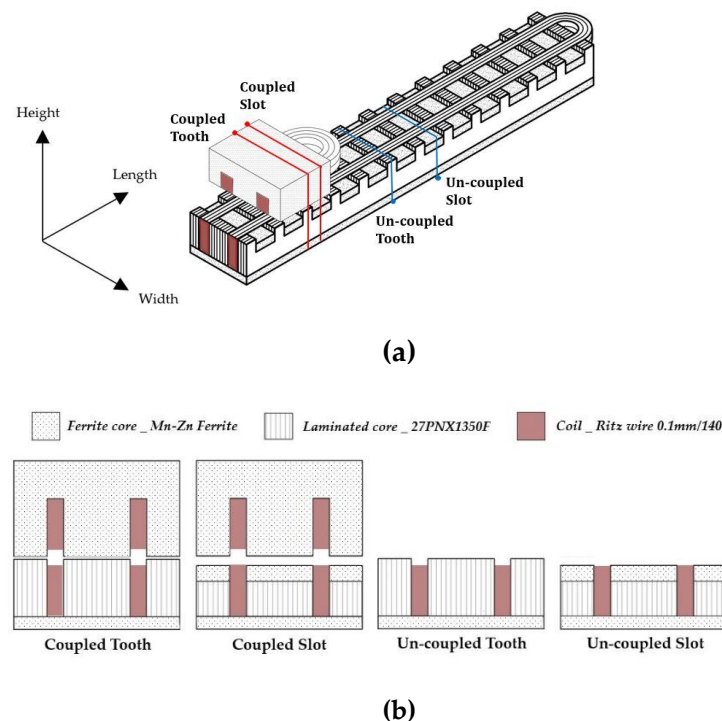 Height
Length
Width
Coupled
Slot
Coupled
Tooth
Un-coupled
Slot
Un-coupled
Tooth
(a)
Ferrite core _ Mn-Zn Ferrite
Laminated core _ 27PNX1350F
Coil _ Ritz wire 0.1mm/140
Coupled Tooth
Coupled Slot
Un-coupled Tooth
Un-coupled Slot
(b)